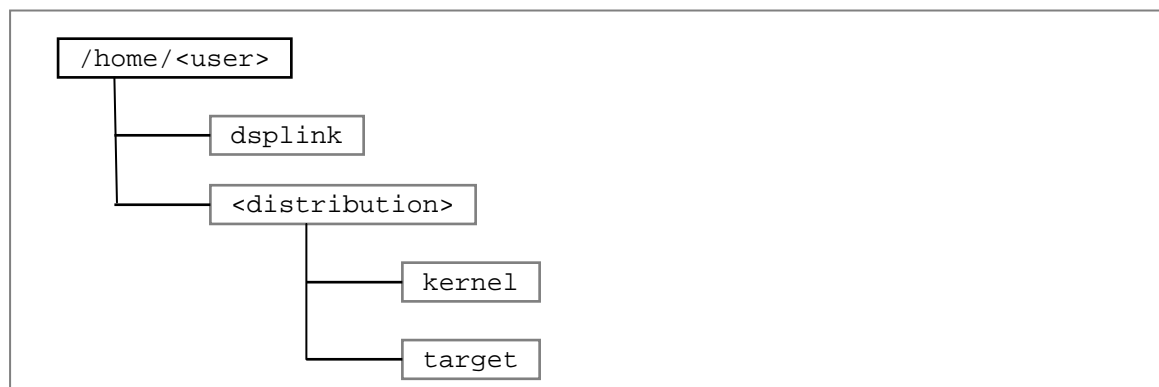 /home/<user>
dsplink
<distribution>
kernel
target